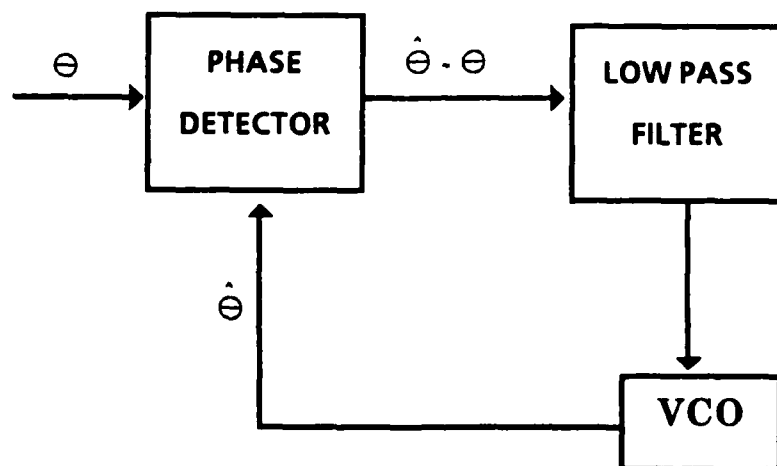 Θ
PHASE
DETECTOR
Θ̂ - Θ
LOW PASS
FILTER
Θ̂
VCO